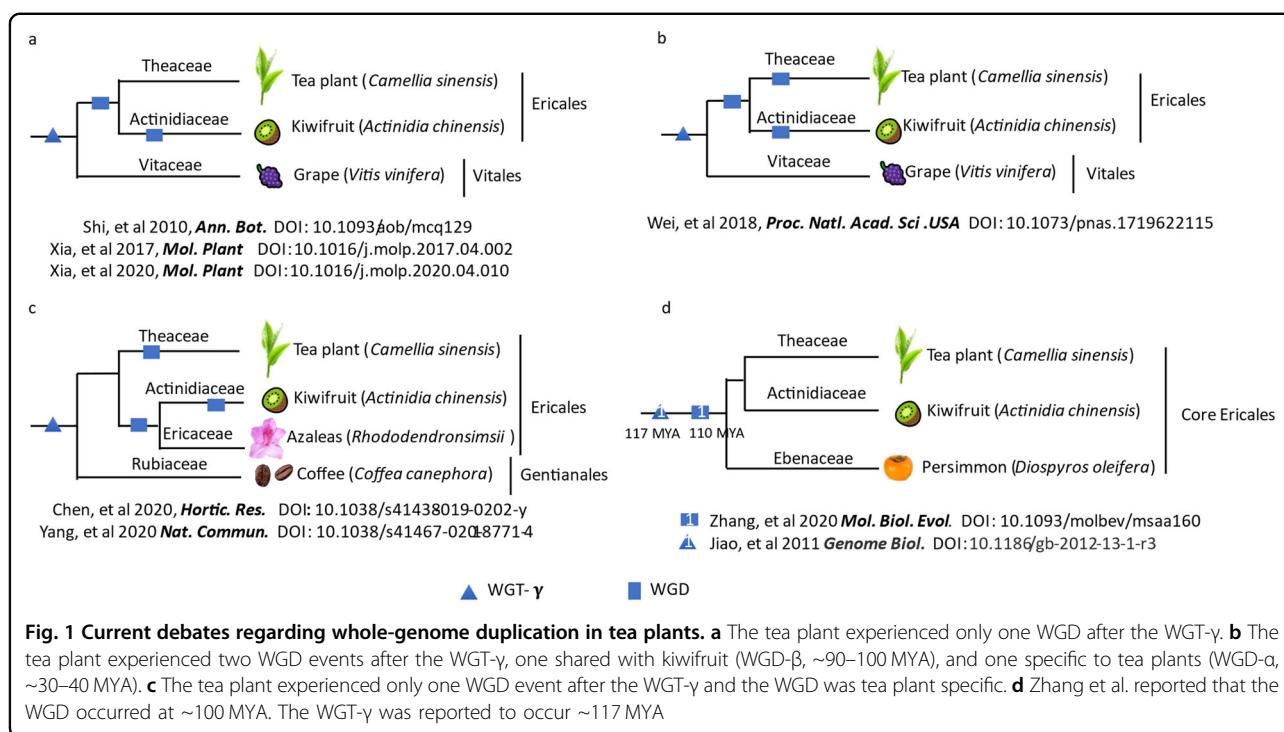 a
Theaceae
Tea plant (Camellia sinensis)
Actinidiaceae
Kiwifruit (Actinidia chinensis)
Ericales
Vitaceae
Grape (Vitis vinifera)
Vitales
Shi, et al 2010, Ann. Bot. DOI: 10.1093/aob/mcq129
Xia, et al 2017, Mol. Plant DOI: 10.1016/j.molp.2017.04.002
Xia, et al 2020, Mol. Plant DOI: 10.1016/j.molp.2020.04.010
b
Theaceae
Tea plant (Camellia sinensis)
Actinidiaceae
Kiwifruit (Actinidia chinensis)
Ericales
Vitaceae
Grape (Vitis vinifera)
Vitales
Wei, et al 2018, Proc. Natl. Acad. Sci .USA DOI: 10.1073/pnas.1719622115
c
Theaceae
Tea plant (Camellia sinensis)
Actinidiaceae
Kiwifruit (Actinidia chinensis)
Ericales
Ericaceae
Azaleas (Rhododendronsimsii )
Rubiaceae
Coffee (Coffea canephora)
Gentianales
Chen, et al 2020, Hortic. Res. DOI: 10.1038/s41438019-0202-y
Yang, et al 2020 Nat. Commun. DOI: 10.1038/s41467-02018771-4
d
Theaceae
Tea plant (Camellia sinensis)
Actinidiaceae
Kiwifruit (Actinidia chinensis)
Core Ericales
1 1
117 MYA 110 MYA
Ebenaceae
Persimmon (Diospyros oleifera)
1 Zhang, et al 2020 Mol. Biol. Evol. DOI: 10.1093/molbev/msaa160
1 Jiao, et al 2011 Genome Biol. DOI:10.1186/gb-2012-13-1-r3
WGT-γ WGD
Fig. 1 Current debates regarding whole-genome duplication in tea plants. a The tea plant experienced only one WGD after the WGT-γ. b The
tea plant experienced two WGD events after the WGT-γ, one shared with kiwifruit (WGD-β, ~90–100 MYA), and one specific to tea plants (WGD-α,
~30–40 MYA). c The tea plant experienced only one WGD event after the WGT-γ and the WGD was tea plant specific. d Zhang et al. reported that the
WGD occurred at ~100 MYA. The WGT-γ was reported to occur ~117 MYA